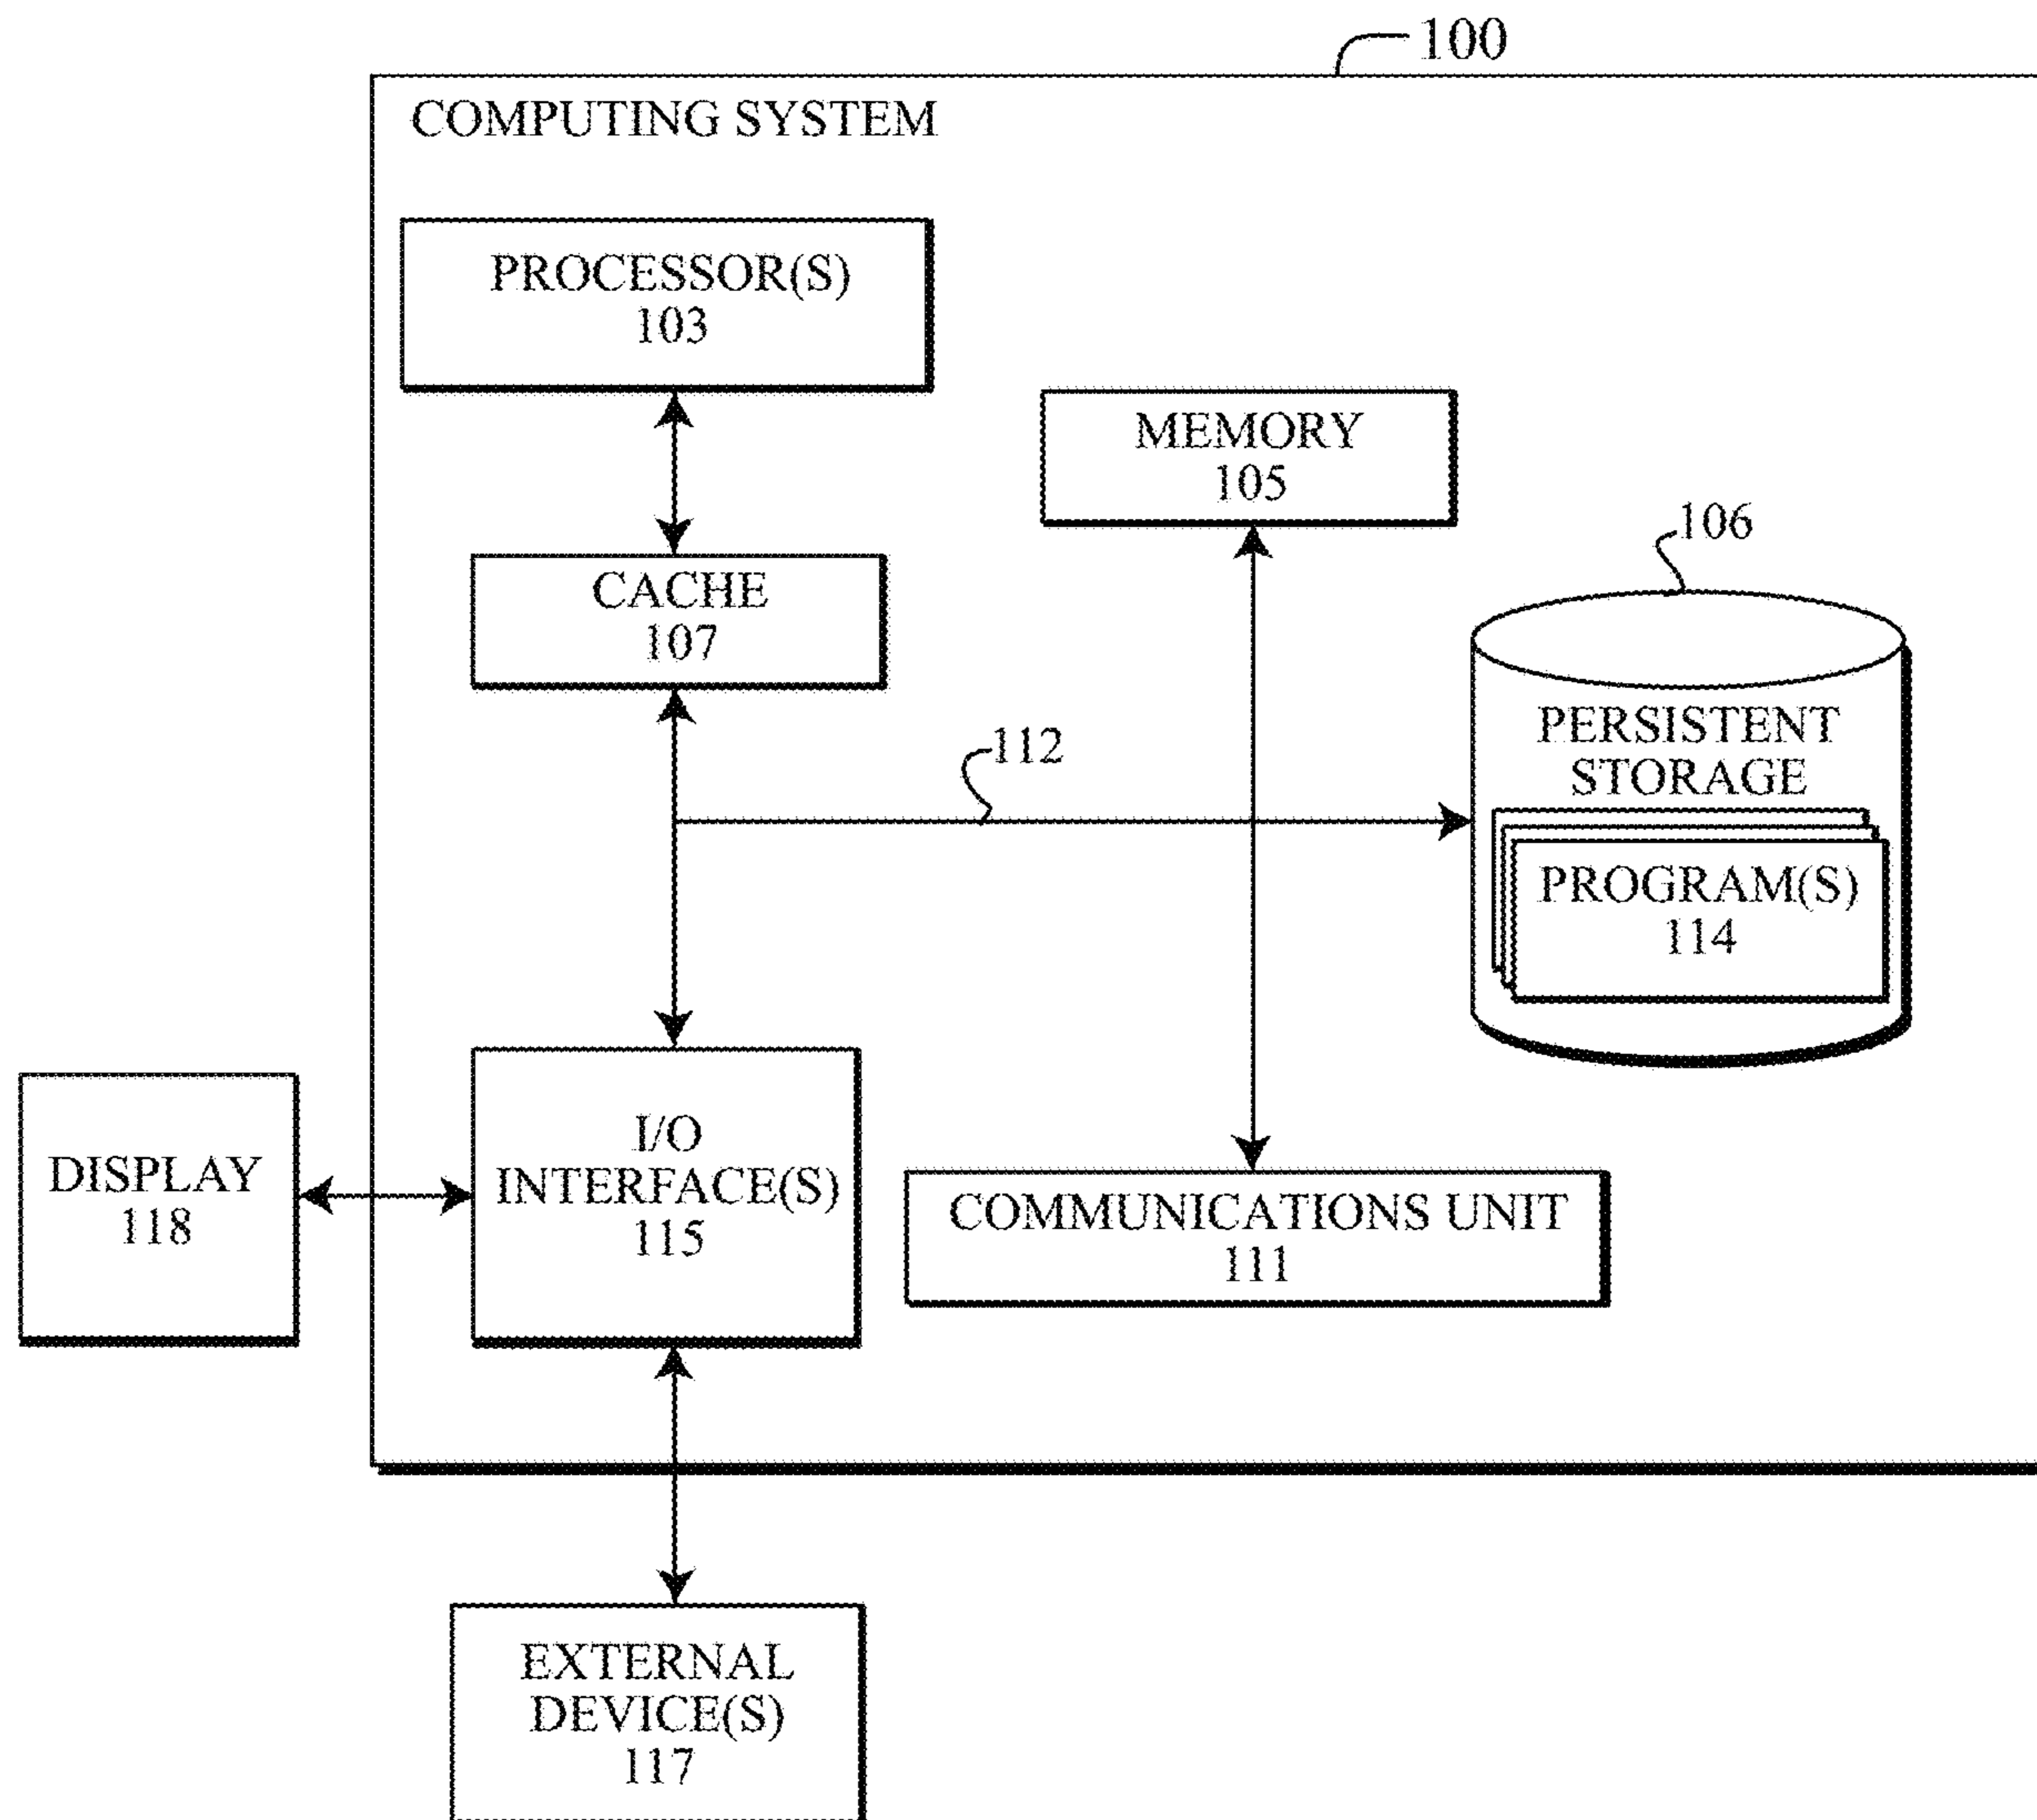 100
COMPUTING SYSTEM
PROCESSOR(S)
103
MEMORY
105
106
CACHE
107
112
PERSISTENT
STORAGE
PROGRAM(S)
114
DISPLAY
118
I/O
INTERFACE(S)
115
COMMUNICATIONS UNIT
111
EXTERNAL
DEVICE(S)
117